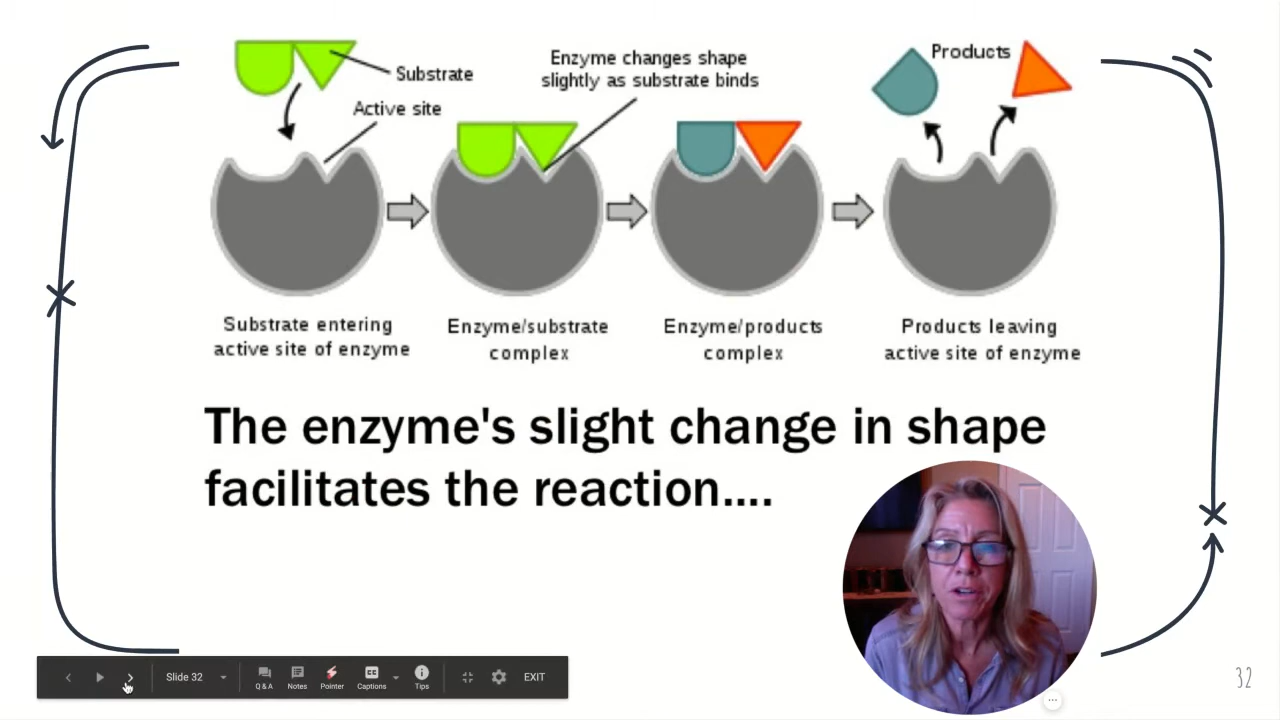 Substrate
Active site
Enzyme changes shape
slightly as substrate binds
Products
Substrate entering
active site of enzyme
Enzyme/substrate
complex
Enzyme/products
complex
Products leaving
active site of enzyme
The enzyme's slight change in shape
facilitates the reaction....
Slide 32
Q & A
Notes
Pointer
CC
Captions
Tips
EXIT
32